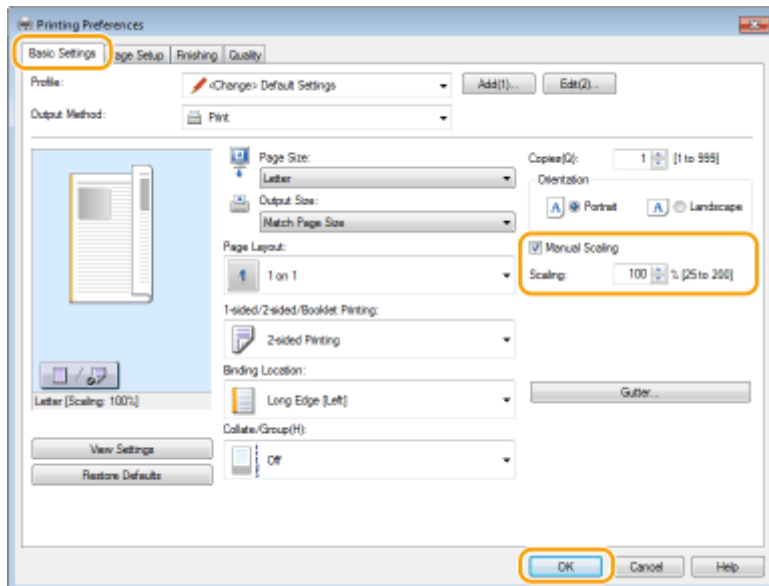 Printing Preferences
Basic Settings age Setup Finishing Quality
Profile: <Change> Default Settings Add(1)... Edit(2)...
Output Method: Print
Page Size: Copies(Q): 1 [1 to 999]
Letter Orientation
Output Size: A Portrait A Landscape
Match Page Size
Page Layout: Manual Scaling
1 1 on 1 Scaling: 100 % [25 to 200]
1-sided/2-sided/Booklet Printing:
2-sided Printing
Binding Location:
Long Edge [Left] Gutter...
Letter [Scaling: 100%]
Collate/Group(H):
View Settings Off
Restore Defaults
OK Cancel Help